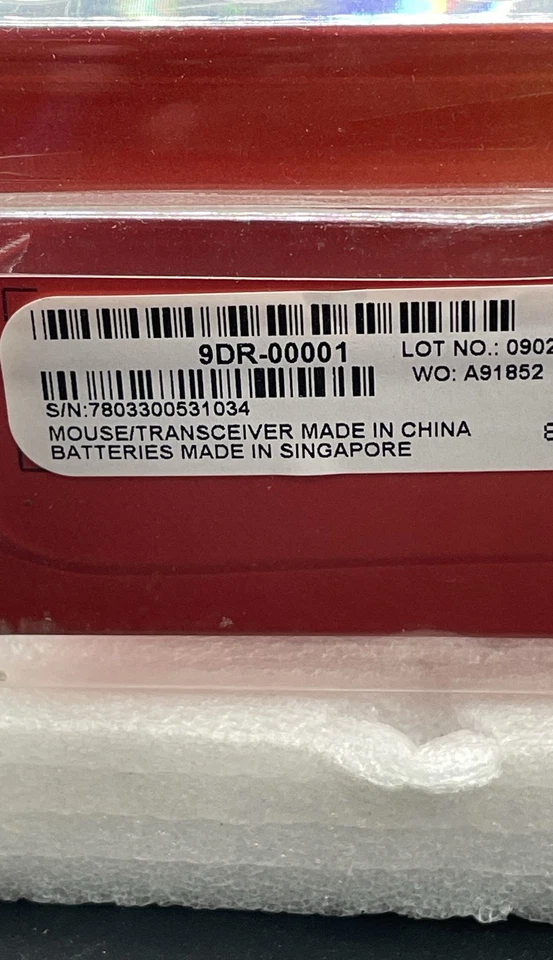 9DR-00001
LOT NO.: 0902
WO: A91852
S/N:7803300531034
MOUSE/TRANSCEIVER MADE IN CHINA
BATTERIES MADE IN SINGAPORE